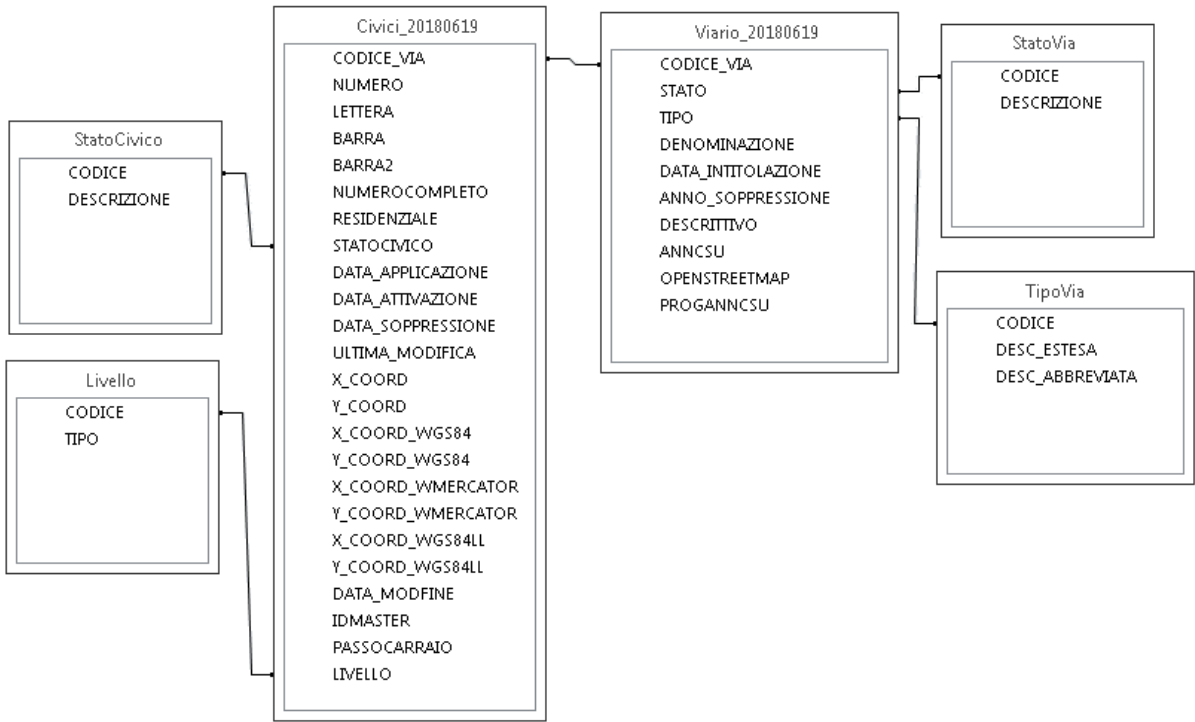 StatoCivico
CODICE
DESCRIZIONE
Livello
CODICE
TIPO
Civici_20180619
CODICE_VIA
NUMERO
LETTERA
BARRA
BARRA2
NUMEROCOMPLETO
RESIDENZIALE
STATOCIVICO
DATA_APPLICAZIONE
DATA_ATTIVAZIONE
DATA_SOPPRESSIONE
ULTIMA_MODIFICA
X_COORD
Y_COORD
X_COORD_WGS84
Y_COORD_WGS84
X_COORD_WMERCATOR
Y_COORD_WMERCATOR
X_COORD_WGS84LL
Y_COORD_WGS84LL
DATA_MODFINE
IDMASTER
PASSOCARRAIO
LIVELLO
Viario_20180619
CODICE_VIA
STATO
TIPO
DENOMINAZIONE
DATA_INTITOLAZIONE
ANNO_SOPPRESSIONE
DESCRITTIVO
ANNCSU
OPENSTREETMAP
PROGANNCSU
StatoVia
CODICE
DESCRIZIONE
TipoVia
CODICE
DESC_ESTESA
DESC_ABBREVIATA